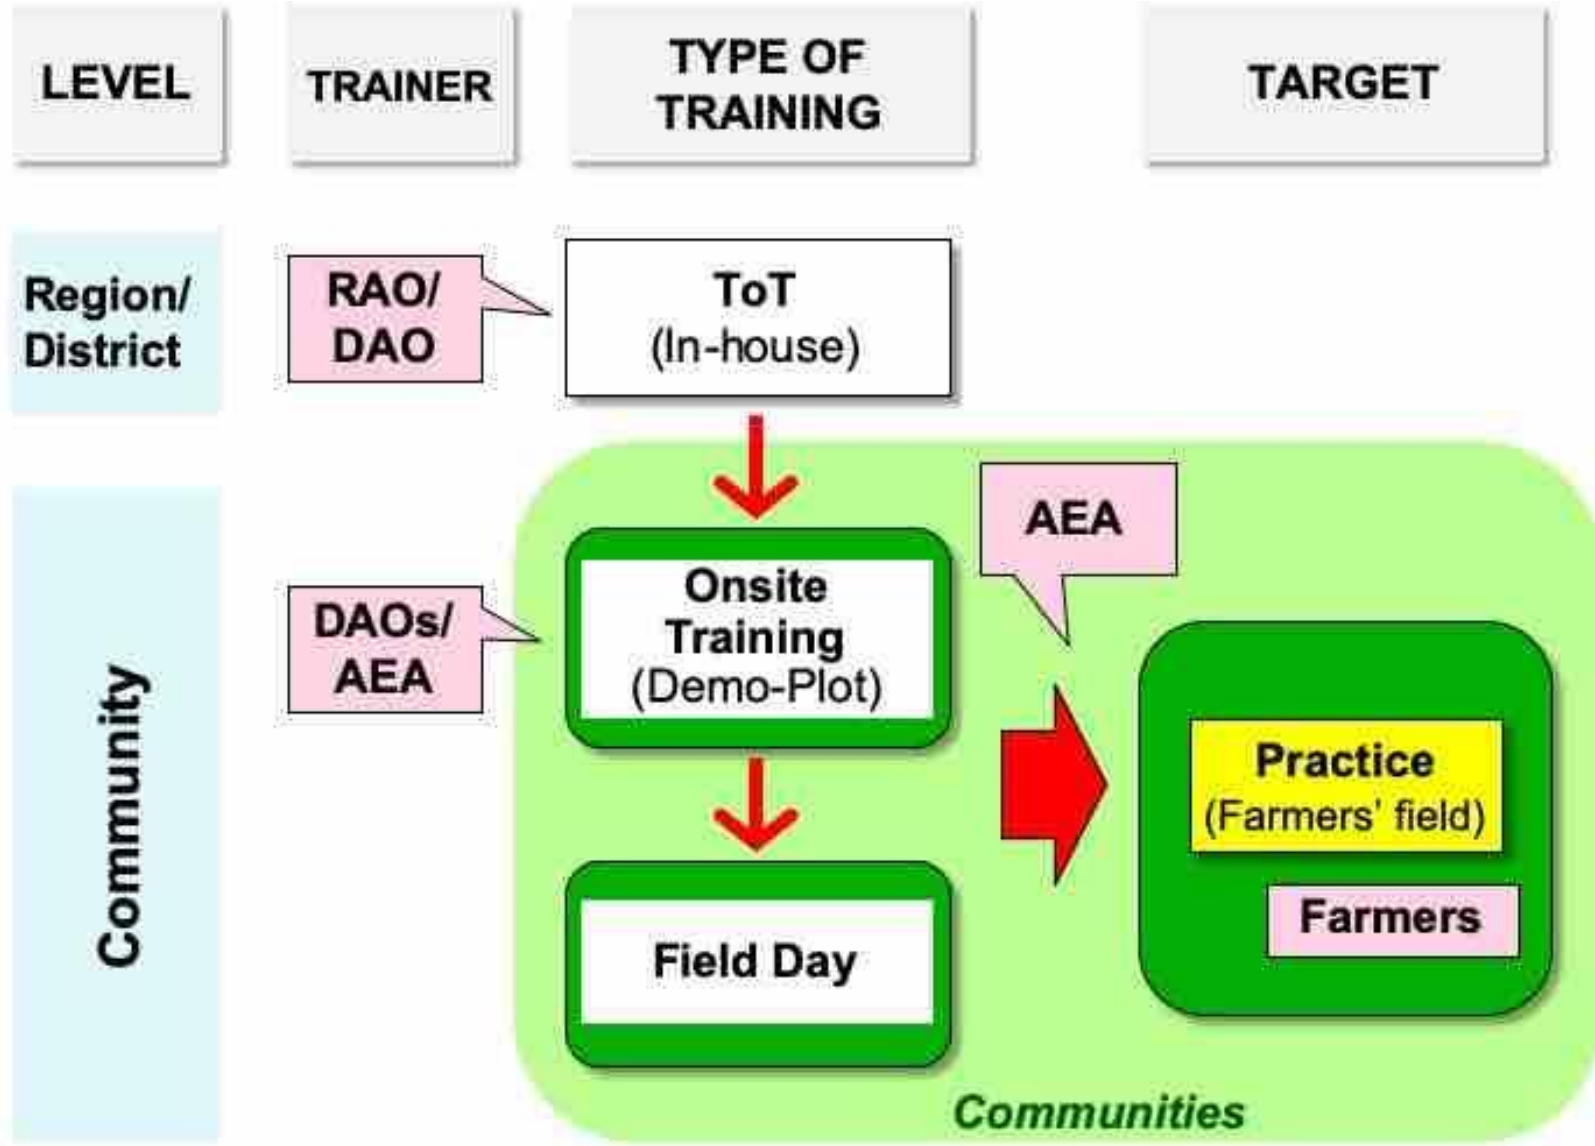 LEVEL
TRAINER
TYPE OF
TRAINING
TARGET
Region/
District
RAO/
DAO
ToT
(In-house)
Community
DAOs/
AEA
Onsite
Training
(Demo-Plot)
AEA
Practice
(Farmers' field)
Farmers
Field Day
Communities